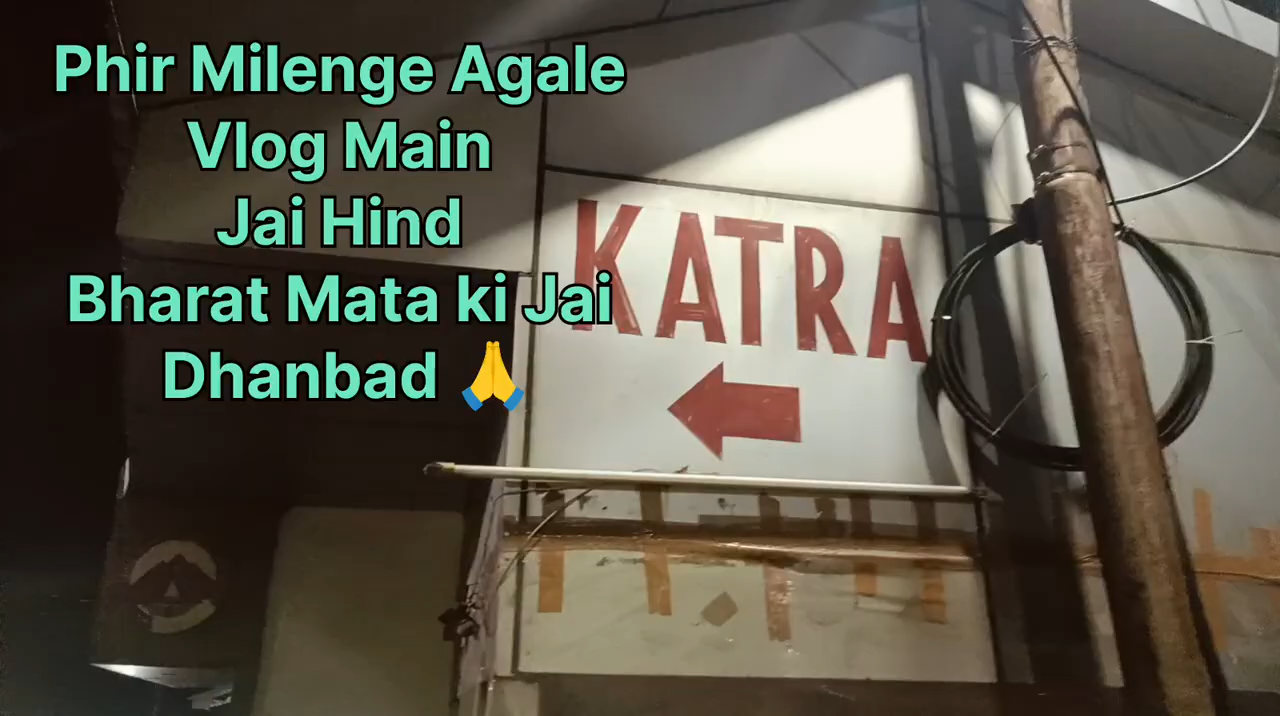 Phir Milenge Agale
Vlog Main
Jai Hind
Bharat Mata ki Jai
Dhanbad 🙏
KATRA